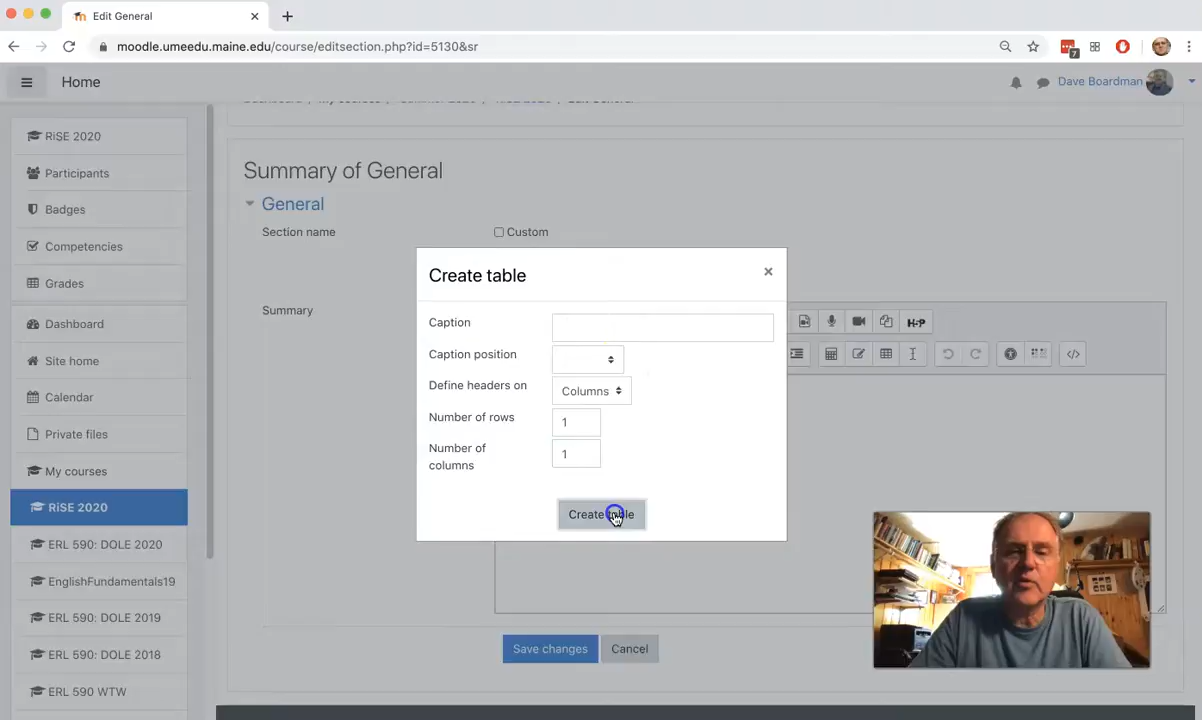 Edit General
moodle.umeedu.maine.edu/course/editsection.php?id=5130&sr
7
Home
Dave Boardman
RiSE 2020
Participants
Badges
Competencies
Grades
Dashboard
Site home
Calendar
Private files
My courses
RiSE 2020
ERL 590: DOLE 2020
EnglishFundamentals19
ERL 590: DOLE 2019
ERL 590: DOLE 2018
ERL 590 WTW
Summary of General
General
Section name
Custom
Summary
H-P
Create table
Caption
Caption position
Define headers on
Columns
Number of rows
1
Number of
columns
1
Create table
Save changes
Cancel